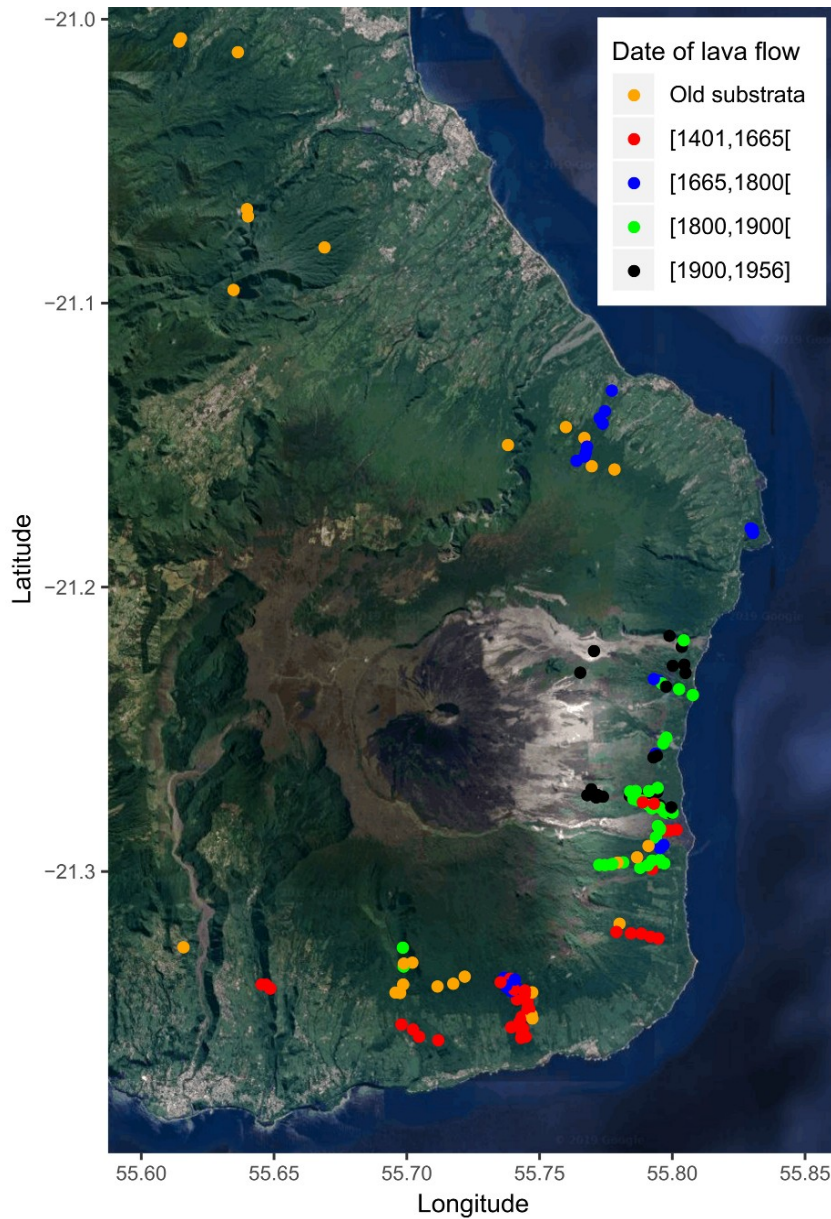 Date of lava flow
Old substrata
[1401,1665[
[1665,1800[
[1800,1900[
[1900,1956]
−21.0
−21.1
−21.2
−21.3
Latitude
55.60 55.65 55.70 55.75 55.80 55.85
Longitude
© 2019 Google